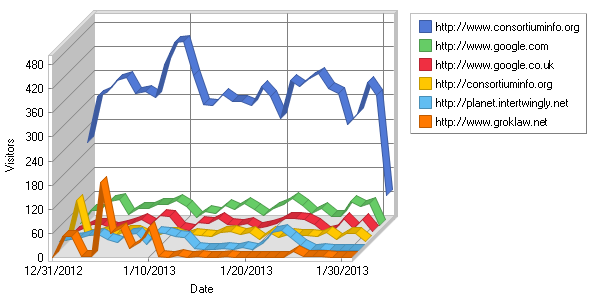 http://www.consortiuminfo.org
http://www.google.com
http://www.google.co.uk
http://consortiuminfo.org
http://planet.intertwingly.net
http://www.groklaw.net
Visitors
480
420
360
300
240
180
120
60
0
12/31/2012 1/10/2013 1/20/2013 1/30/2013
Date